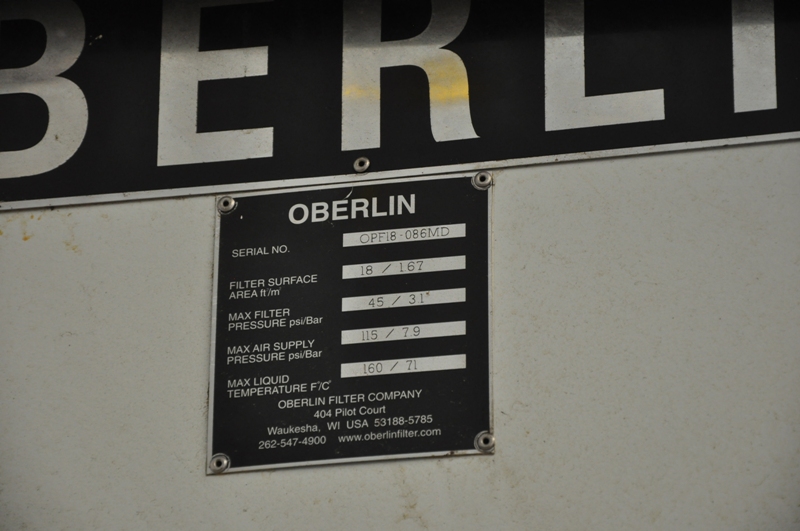 BERLI
OBERLIN
SERIAL NO. OPF18-086MD
FILTER SURFACE
AREA ft²/m² 18 / 1.67
MAX FILTER
PRESSURE psi/Bar 45 / 3.1*
MAX AIR SUPPLY
PRESSURE psi/Bar 115 / 7.9
MAX LIQUID
TEMPERATURE F°/C° 160 / 71
OBERLIN FILTER COMPANY
404 Pilot Court
Waukesha, WI USA 53188-5785
262-547-4900 www.oberlinfilter.com